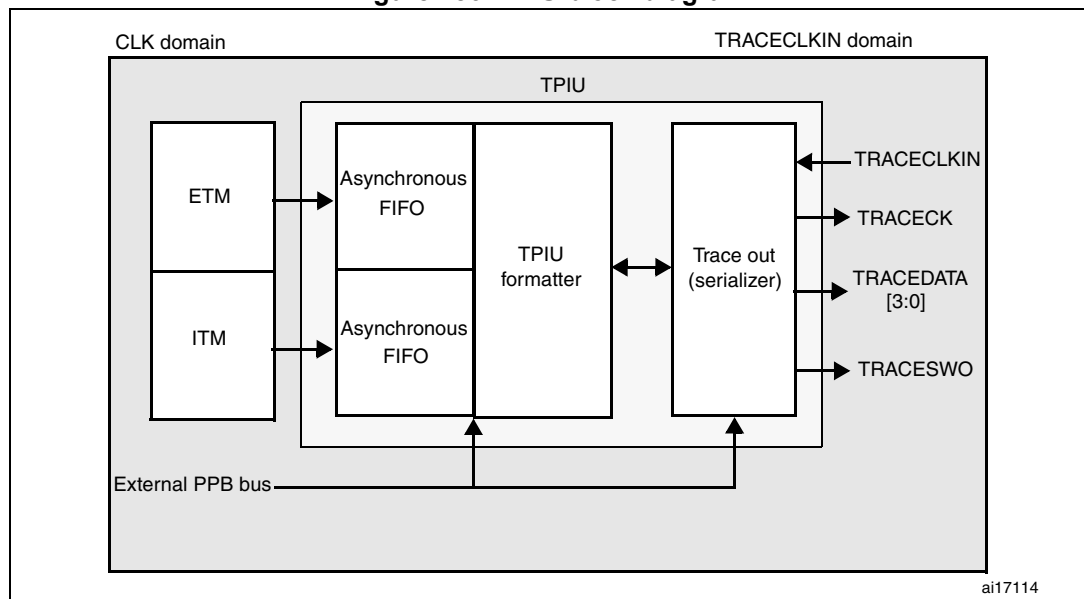 CLK domain
TRACECLKIN domain
TPIU
ETM
Asynchronous
FIFO
ITM
Asynchronous
FIFO
TPIU
formatter
Trace out
(serializer)
TRACECLKIN
TRACECK
TRACEDATA
[3:0]
TRACESWO
External PPB bus
ai17114